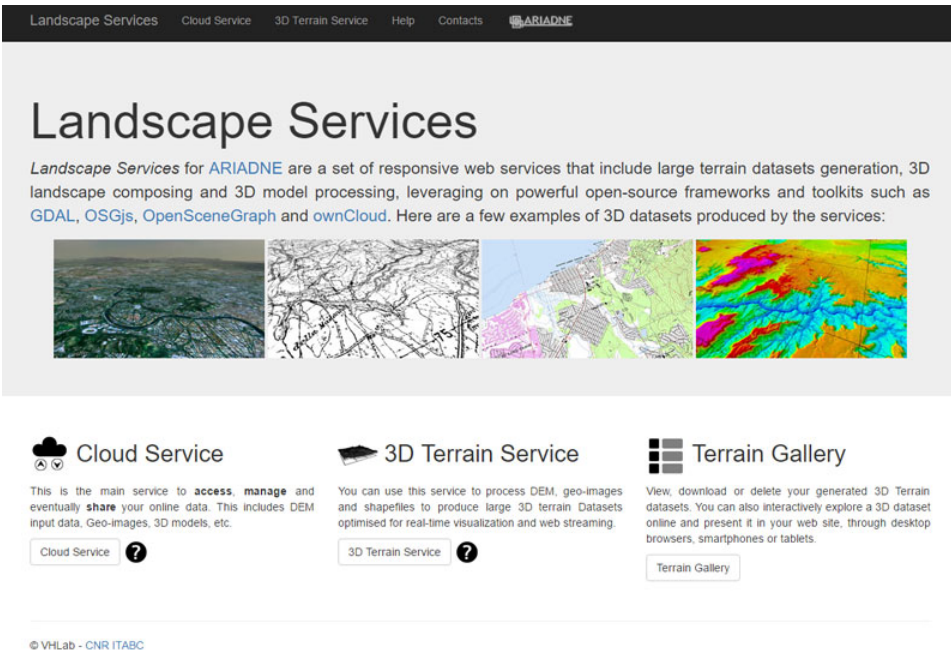 Landscape Services Cloud Service 3D Terrain Service Help Contacts ARIADNE
Landscape Services
Landscape Services for ARIADNE are a set of responsive web services that include large terrain datasets generation, 3D
landscape composing and 3D model processing, leveraging on powerful open-source frameworks and toolkits such as
GDAL, OSGjs, OpenSceneGraph and ownCloud. Here are a few examples of 3D datasets produced by the services:
75
Cloud Service
This is the main service to access, manage and
eventually share your online data. This includes DEM
input data, Geo-images, 3D models, etc.
Cloud Service ?
3D Terrain Service
You can use this service to process DEM, geo-images
and shapefiles to produce large 3D terrain Datasets
optimised for real-time visualization and web streaming.
3D Terrain Service ?
Terrain Gallery
View, download or delete your generated 3D Terrain
datasets. You can also interactively explore a 3D dataset
online and present it in your web site, through desktop
browsers, smartphones or tablets.
Terrain Gallery
© VHLab - CNR ITABC